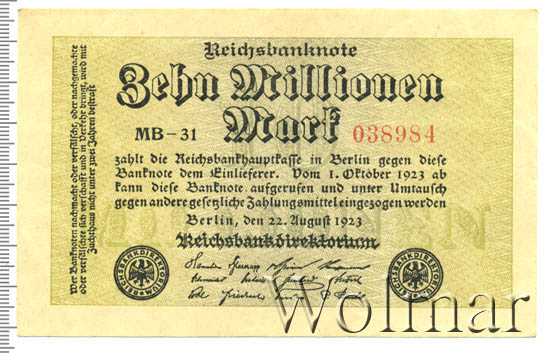 Reichsbanknote
Zehn Millionen
Mark
MB-31
038984
zahlt die Reichsbankhauptkasse in Berlin gegen diese
Banknote dem Einlieferer. Vom 1. Oktober 1923 ab
kann diese Banknote aufgerufen und unter Umtausch
gegen andere gesetzliche Zahlungsmittel eingezogen werden
Berlin, den 22. August 1923
Reichsbankdirektorium
Wer Banknoten nachmacht oder verfälscht, oder nachgemachte
oder verfälschte sich verschafft und in Verkehr bringt, wird mit
Zuchthaus nicht unter zwei Jahren bestraft
REICHSBANKDIREKTORIUM
REICHSBANKDIREKTORIUM
Wolmar